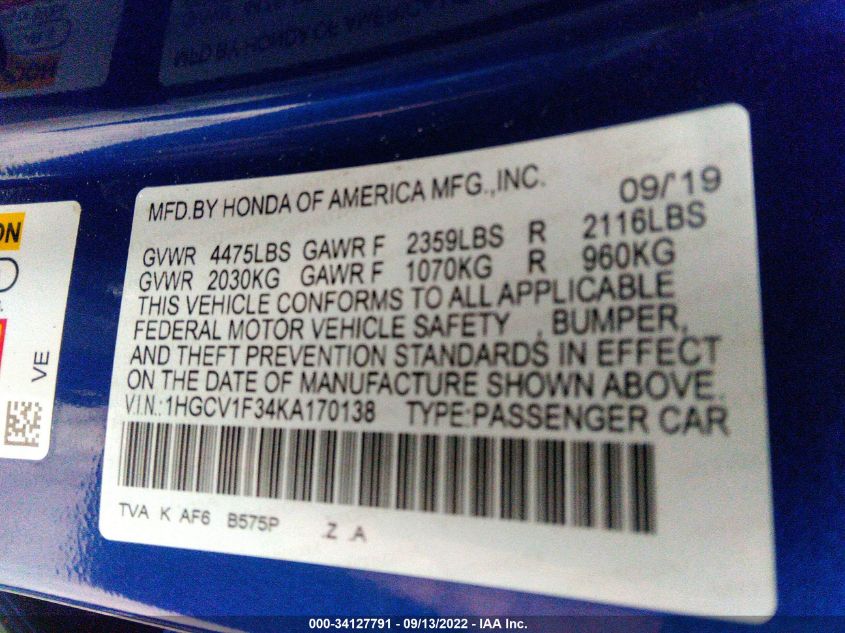 MFD.BY HONDA OF AMERICA MFG.,INC. 09/'19
GVWR 4475LBS GAWR F 2359LBS R 2116LBS
GVWR 2030KG GAWR F 1070KG R 960KG
THIS VEHICLE CONFORMS TO ALL APPLICABLE
FEDERAL MOTOR VEHICLE SAFETY , BUMPER,
AND THEFT PREVENTION STANDARDS IN EFFECT
ON THE DATE OF MANUFACTURE SHOWN ABOVE.
V.I.N.:1HGCV1F34KA170138 TYPE:PASSENGER CAR
TVA K AF6 B575P .Z .A
ON
VE
000-34127791 - 09/13/2022 - IAA Inc.